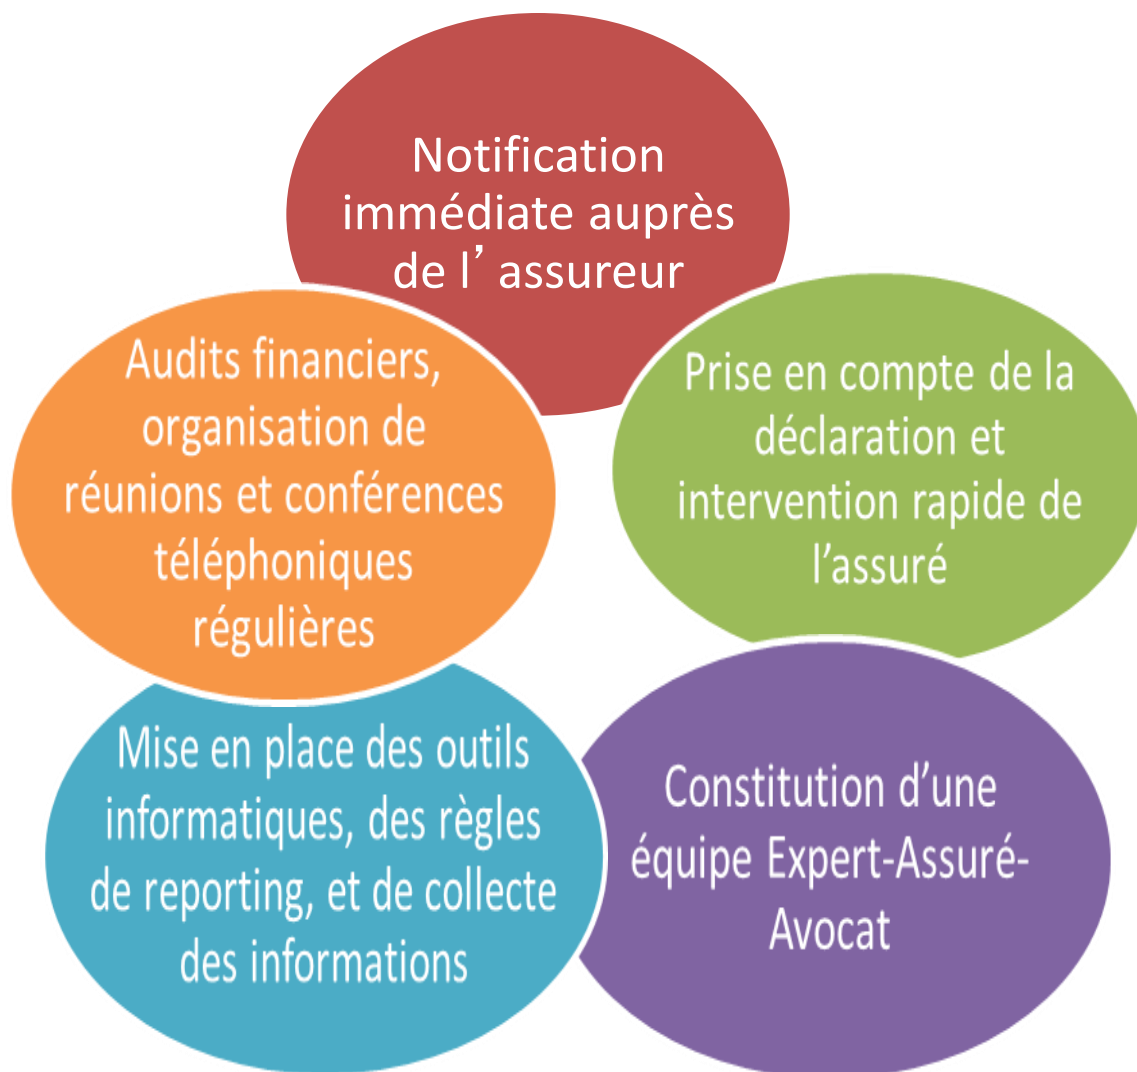 Notification
immédiate auprès
de l’ assureur
Prise en compte de la
déclaration et
intervention rapide de
l’assuré
Constitution d’une
équipe Expert-Assuré-
Avocat
Mise en place des outils
informatiques, des règles
de reporting, et de collecte
des informations
Audits financiers,
organisation de
réunions et conférences
téléphoniques
régulières